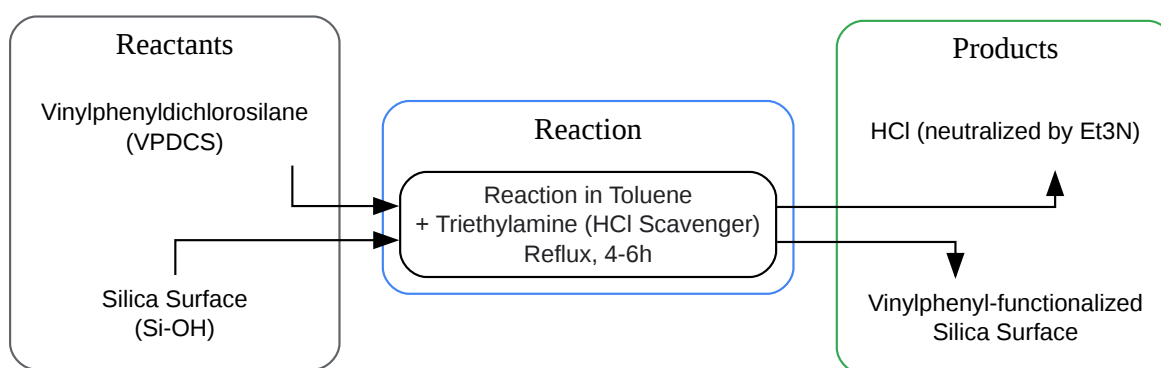 Reactants
Vinylphenyldichlorosilane
(VPDCS)
Silica Surface
(Si-OH)
Reaction
Reaction in Toluene
+ Triethylamine (HCl Scavenger)
Reflux, 4-6h
Products
HCl (neutralized by Et3N)
Vinylphenyl-functionalized
Silica Surface